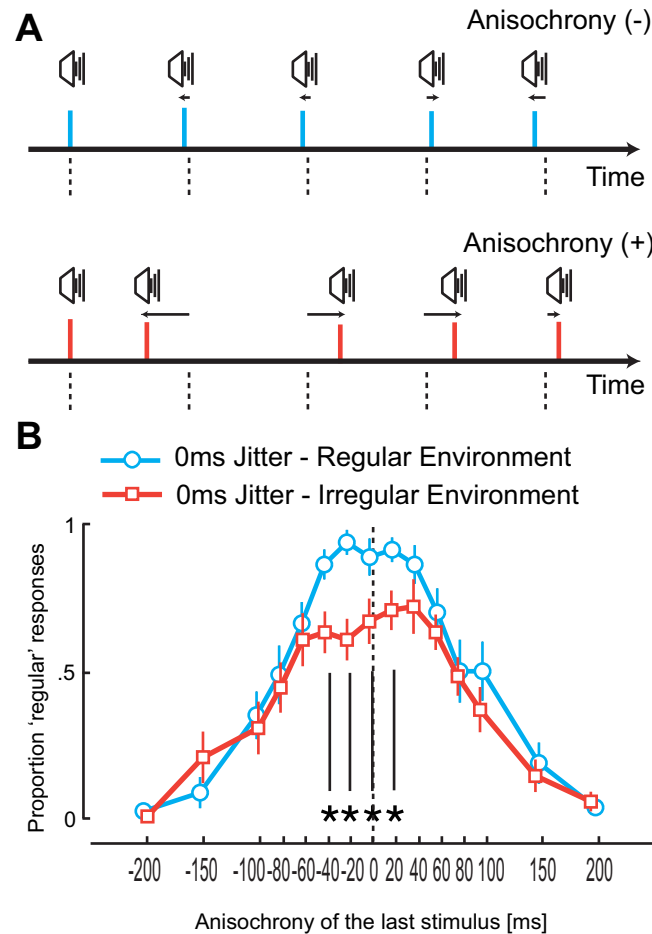 A
Anisochrony (-)
Time
Anisochrony (+)
Time
B
0ms Jitter - Regular Environment
0ms Jitter - Irregular Environment
1
.5
0
Proportion ‘regular’ responses
-200 -150 -100 -80 -60 -40 -20 0 20 40 60 80 100 150 200
Anisochrony of the last stimulus [ms]